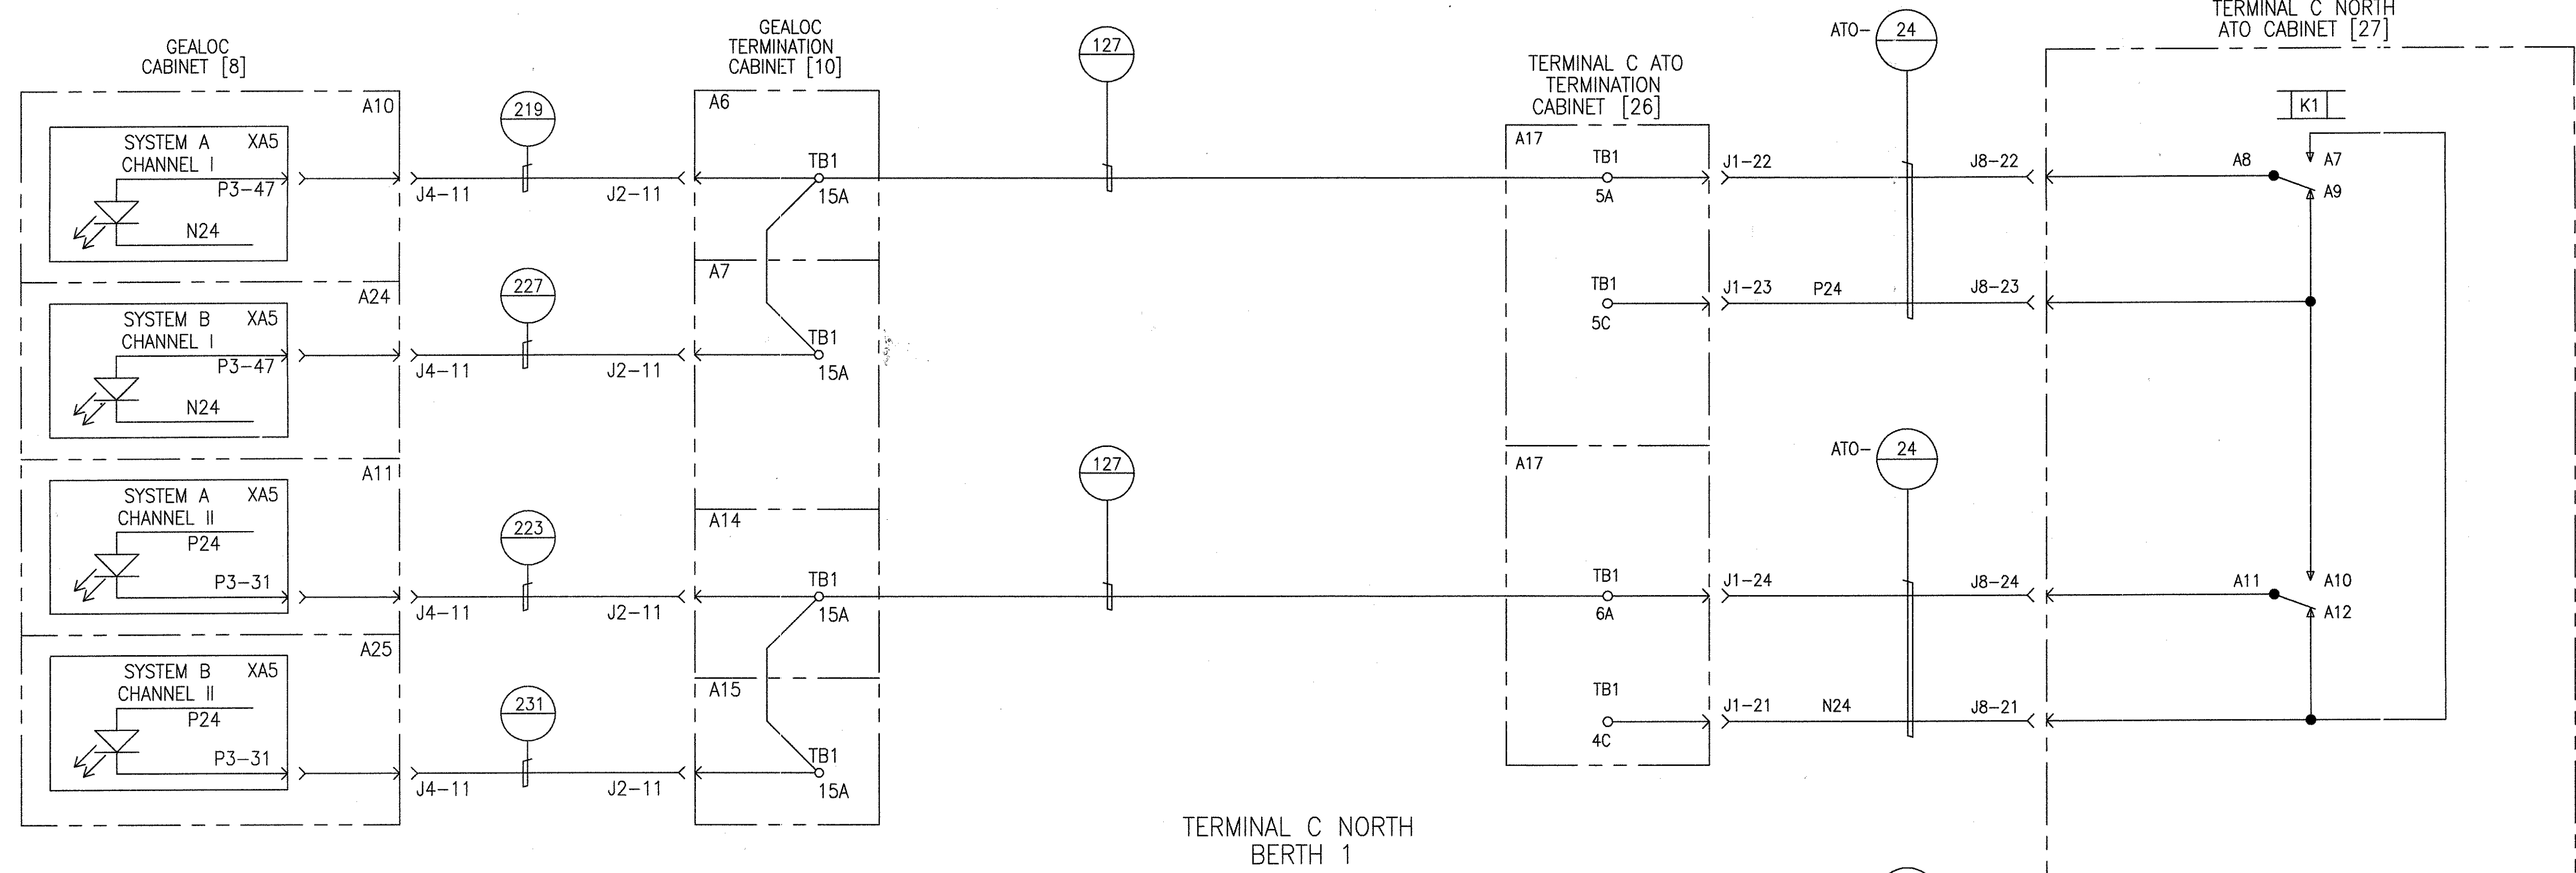 GEALOC
CABINET [8]
GEALOC
TERMINATION
CABINET [10]
127
TERMINAL C ATO
TERMINATION
CABINET [26]
ATO-
24
TERMINAL C NORTH
ATO CABINET [27]
A10
SYSTEM A XA5
CHANNEL I
P3-47
N24
219
J4-11
J2-11
A6
TB1
15A
A17
TB1
5A
J1-22
J8-22
K1
A8
A7
A9
A24
SYSTEM B XA5
CHANNEL I
P3-47
N24
227
J4-11
J2-11
A7
TB1
15A
TB1
5C
J1-23
P24
J8-23
A11
SYSTEM A XA5
CHANNEL II
P24
P3-31
223
J4-11
J2-11
A14
TB1
15A
127
A17
TB1
6A
J1-24
ATO-
24
J8-24
A11
A10
A12
A25
SYSTEM B XA5
CHANNEL II
P24
P3-31
231
J4-11
J2-11
A15
TB1
15A
TB1
4C
J1-21
N24
J8-21
TERMINAL C NORTH
BERTH 1